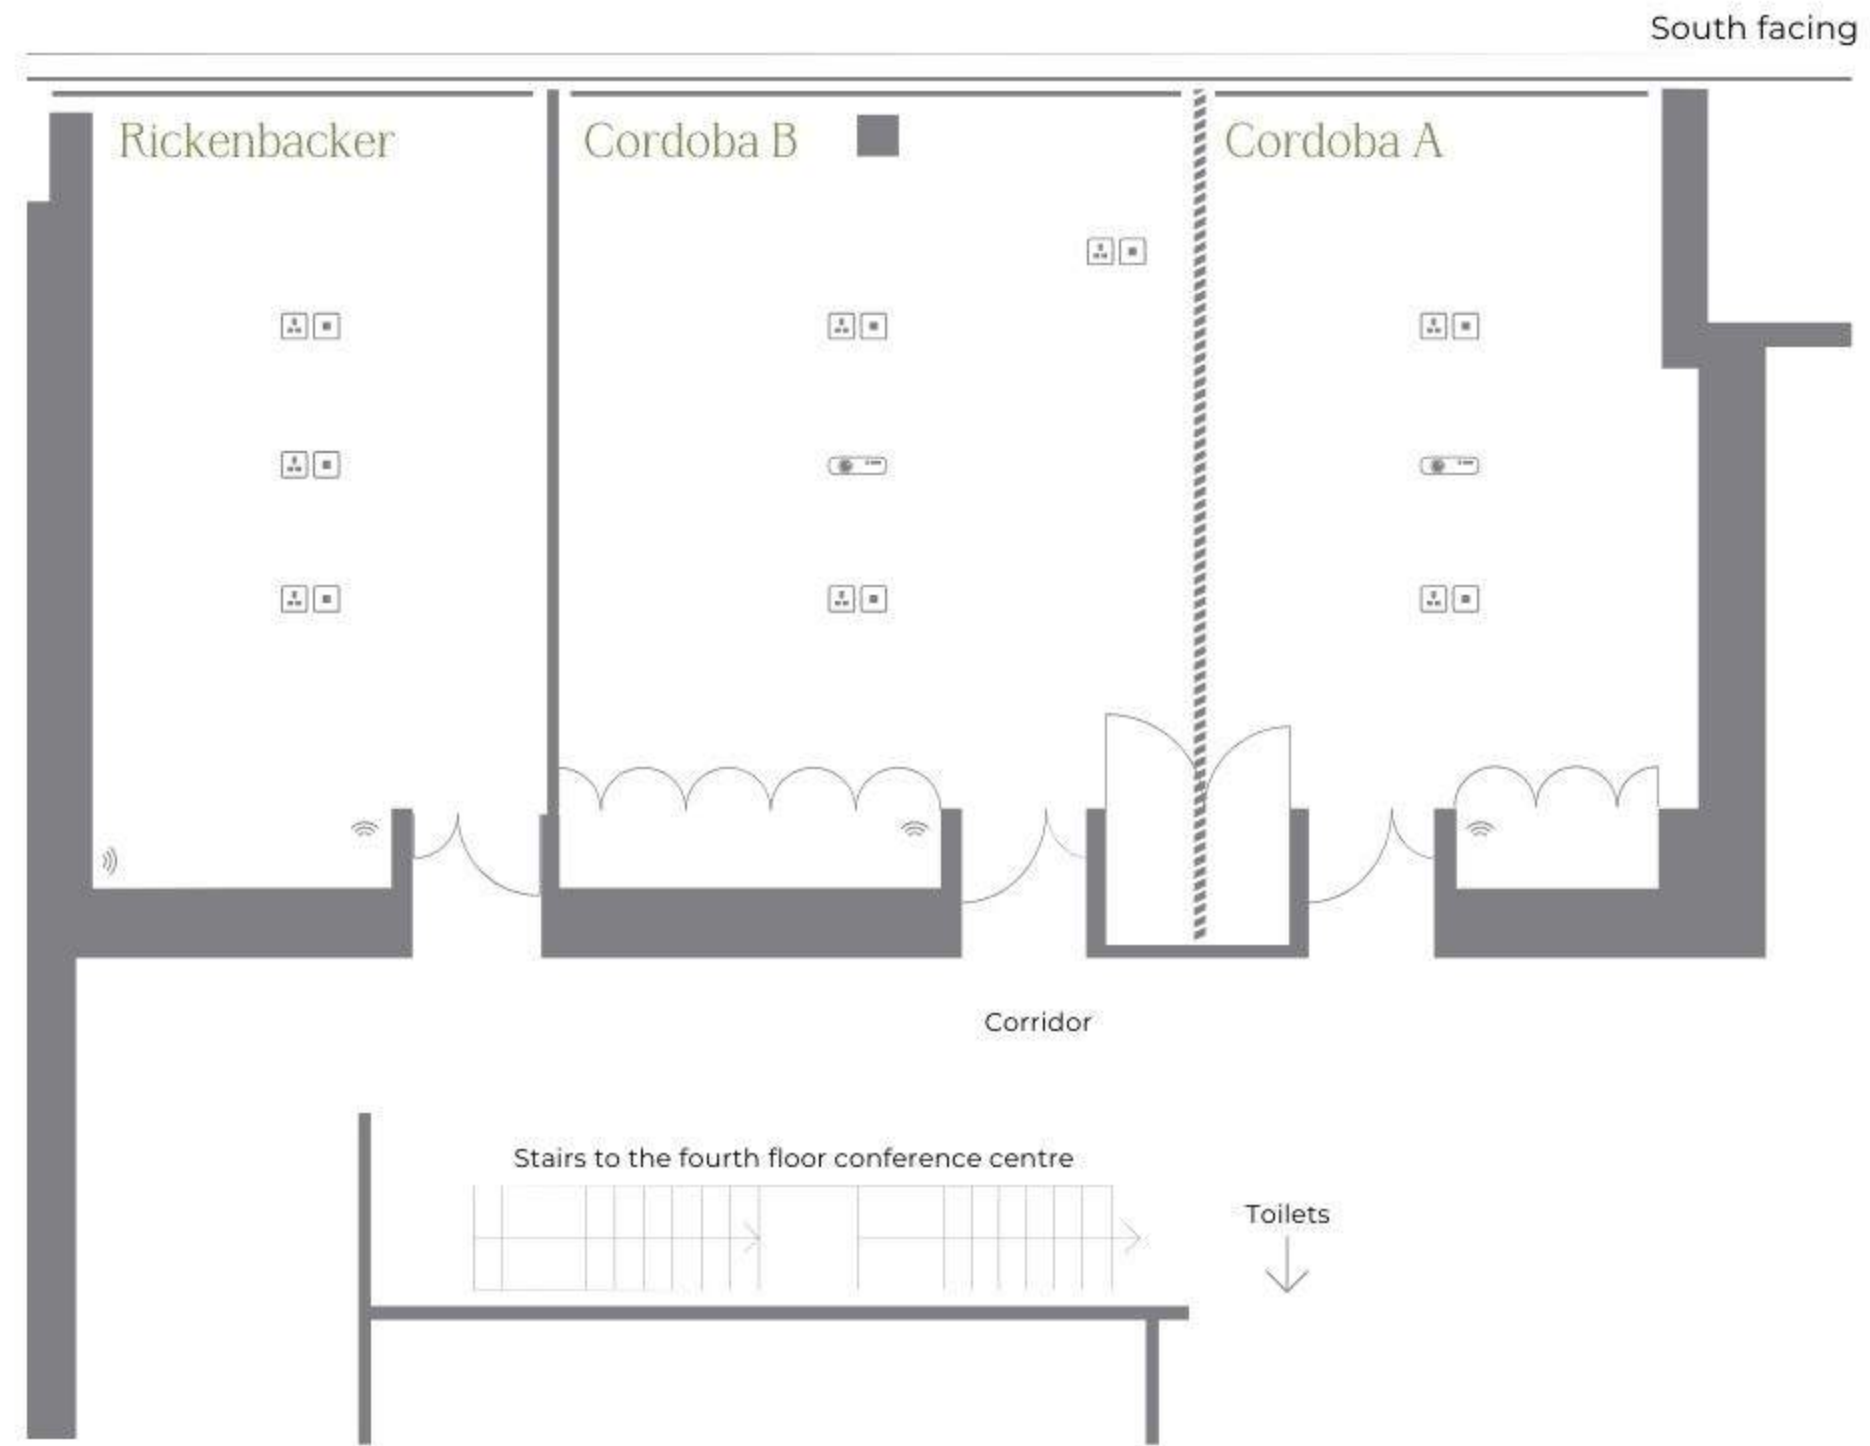 South facing
Rickenbacker
Cordoba B
Cordoba A
Corridor
Stairs to the fourth floor conference centre
Toilets